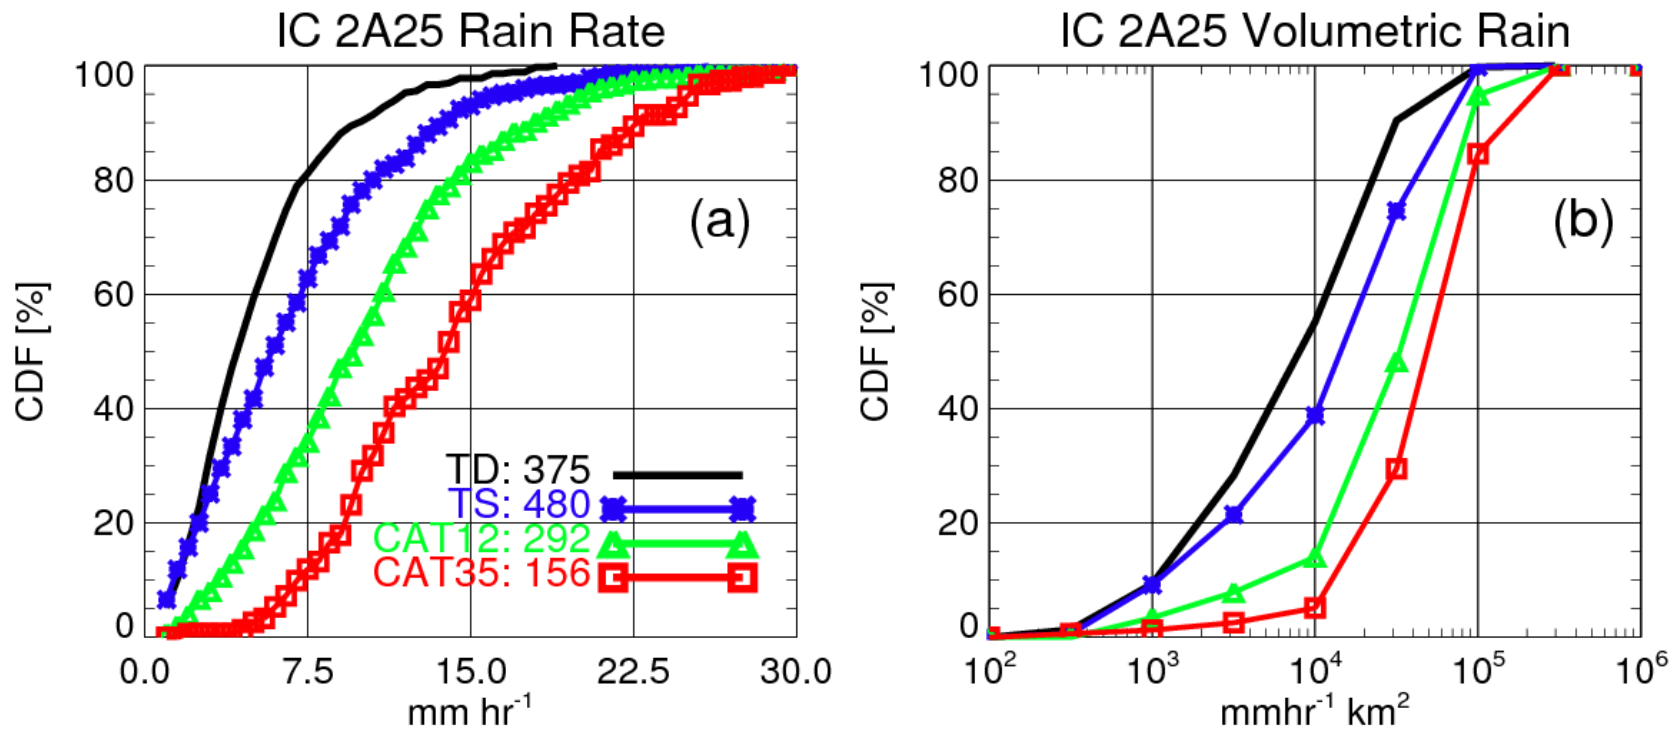 IC 2A25 Rain Rate
100
80
60
40
20
0
CDF [%]
(a)
TD: 375
TS: 480
CAT12: 292
CAT35: 156
0.0 7.5 15.0 22.5 30.0
mm hr-1
IC 2A25 Volumetric Rain
100
80
60
40
20
0
CDF [%]
(b)
10² 10³ 10⁴ 10⁵ 10⁶
mmhr-1 km²